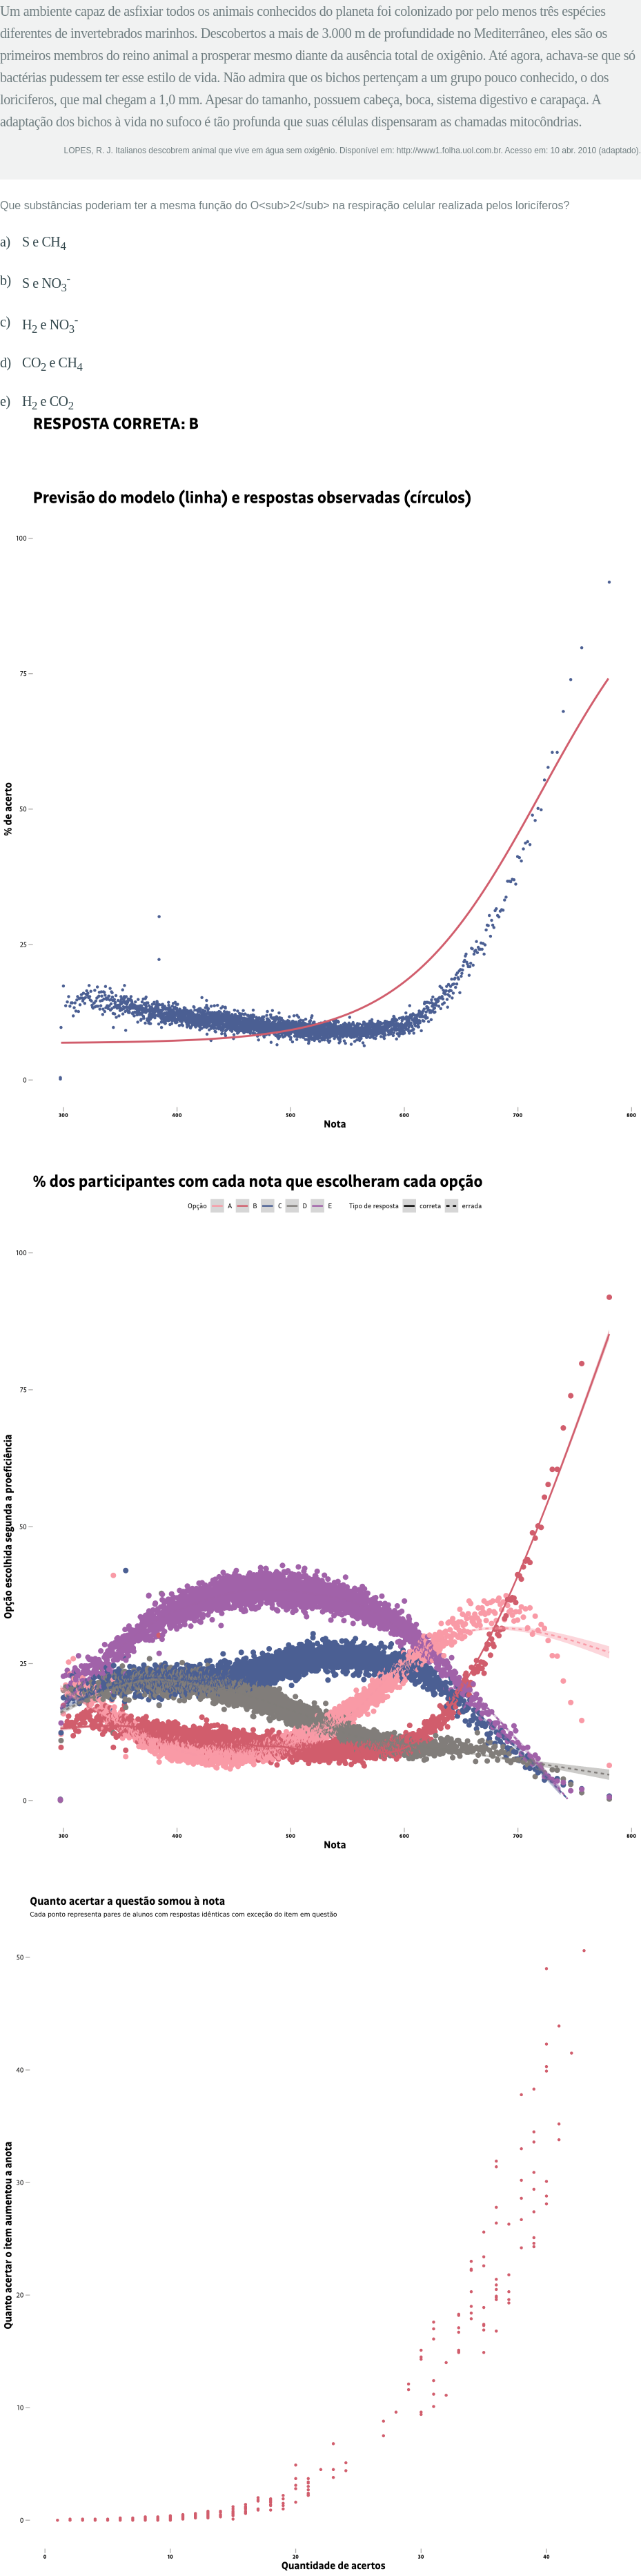 Um ambiente capaz de asfixiar todos os animais conhecidos do planeta foi colonizado por pelo menos três espécies
diferentes de invertebrados marinhos. Descobertos a mais de 3.000 m de profundidade no Mediterrâneo, eles são os
primeiros membros do reino animal a prosperar mesmo diante da ausência total de oxigênio. Até agora, achava-se que só
bactérias pudessem ter esse estilo de vida. Não admira que os bichos pertençam a um grupo pouco conhecido, o dos
loriciferos, que mal chegam a 1,0 mm. Apesar do tamanho, possuem cabeça, boca, sistema digestivo e carapaça. A
adaptação dos bichos à vida no sufoco é tão profunda que suas células dispensaram as chamadas mitocôndrias.
LOPES, R. J. Italianos descobrem animal que vive em água sem oxigênio. Disponível em: http://www1.folha.uol.com.br. Acesso em: 10 abr. 2010 (adaptado).
Que substâncias poderiam ter a mesma função do O<sub>2</sub> na respiração celular realizada pelos loricíferos?
a) S e CH4
b) S e NO3-
c) H2 e NO3-
d) CO2 e CH4
e) H2 e CO2
RESPOSTA CORRETA: B
Previsão do modelo (linha) e respostas observadas (círculos)
100
75
50
25
0
% de acerto
300 400 500 600 700 800
Nota
% dos participantes com cada nota que escolheram cada opção
Opção A B C D E Tipo de resposta correta errada
100
75
50
25
0
Opção escolhida segunda a proeficiência
300 400 500 600 700 800
Nota
Quanto acertar a questão somou à nota
Cada ponto representa pares de alunos com respostas idênticas com exceção do item em questão
50
40
30
20
10
0
Quanto acertar o item aumentou a anota
0 10 20 30 40
Quantidade de acertos